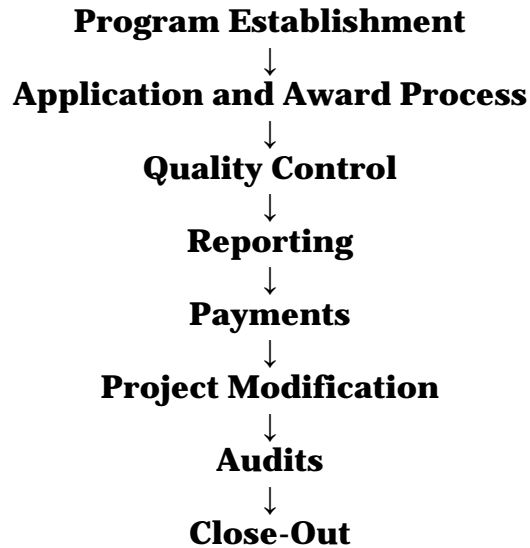 Program Establishment
↓
Application and Award Process
↓
Quality Control
↓
Reporting
↓
Payments
↓
Project Modification
↓
Audits
↓
Close-Out